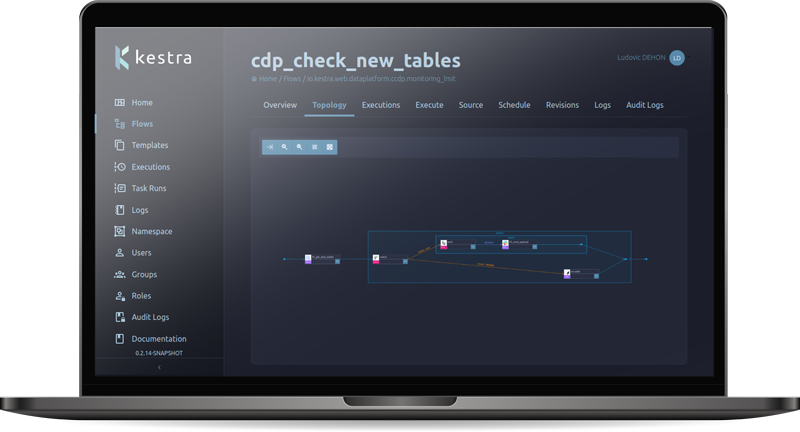 kestra
cdp_check_new_tables
Ludovic DEHON
LD
Home / Flows / io.kestra.web.dataplatform.ccdp.monitoring_lmit
Home
Flows
Templates
Executions
Task Runs
Logs
Namespace
Users
Groups
Roles
Audit Logs
Documentation
0.2.14-SNAPSHOT
Overview
Topology
Executions
Execute
Source
Schedule
Revisions
Logs
Audit Logs